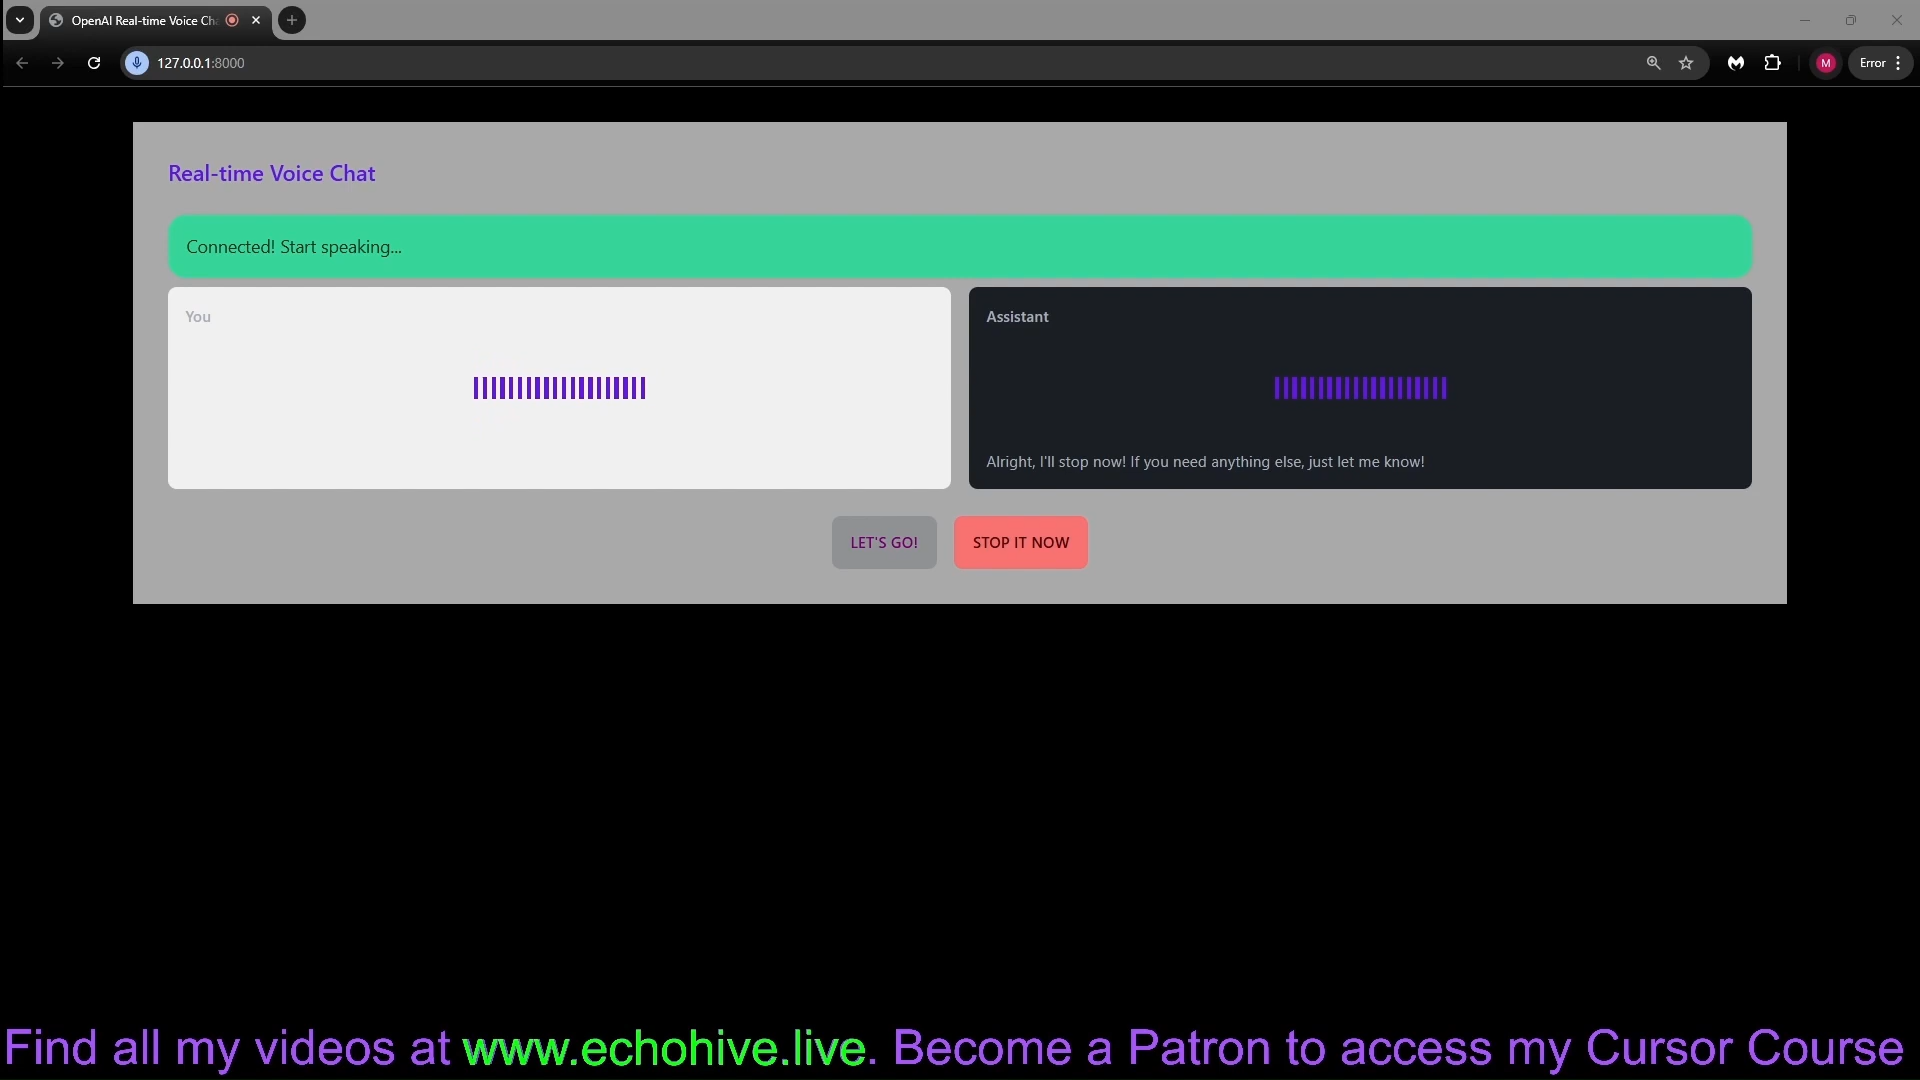 OpenAI Real-time Voice Cha
127.0.0.1:8000
M
Error
Real-time Voice Chat
Connected! Start speaking...
You
Assistant
Alright, I'll stop now! If you need anything else, just let me know!
LET'S GO!
STOP IT NOW
Find all my videos at www.echohive.live. Become a Patron to access my Cursor Course